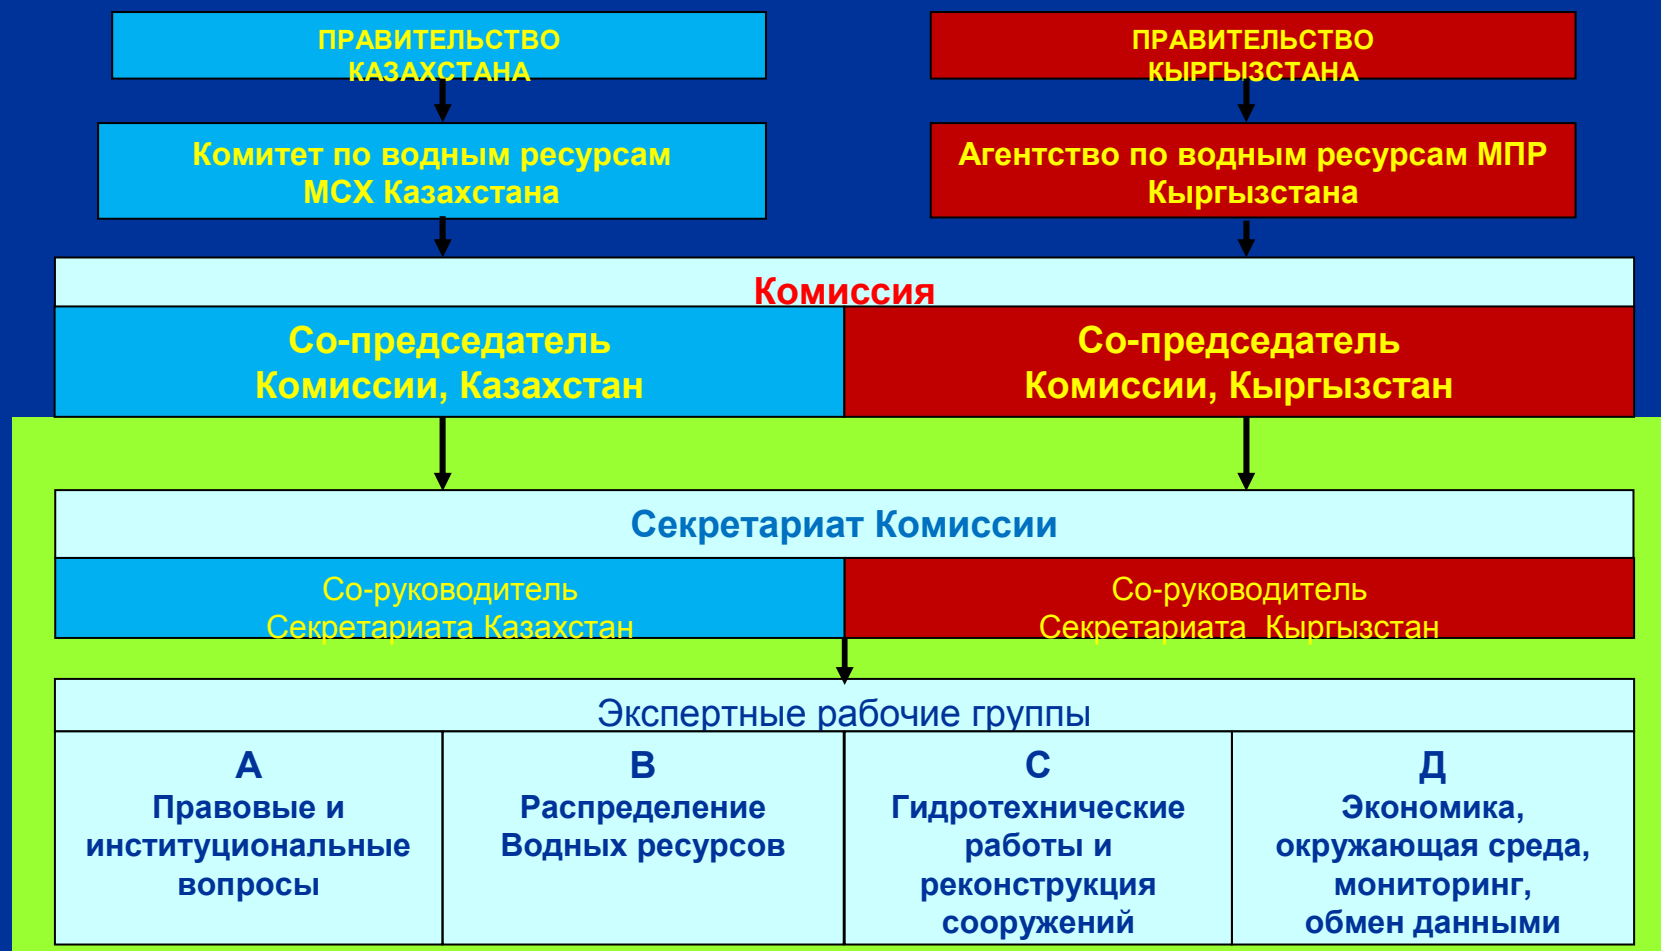 ПРАВИТЕЛЬСТВО
КАЗАХСТАНА
ПРАВИТЕЛЬСТВО
КЫРГЫЗСТАНА
Комитет по водным ресурсам
МСХ Казахстана
Агентство по водным ресурсам МПР
Кыргызстана
Комиссия
Со-председатель
Комиссии, Казахстан
Со-председатель
Комиссии, Кыргызстан
Секретариат Комиссии
Со-руководитель
Секретариата Казахстан
Со-руководитель
Секретариата Кыргызстан
Экспертные рабочие группы
А
Правовые и
институциональные
вопросы
В
Распределение
Водных ресурсов
С
Гидротехнические
работы и
реконструкция
сооружений
Д
Экономика,
окружающая среда,
мониторинг,
обмен данными